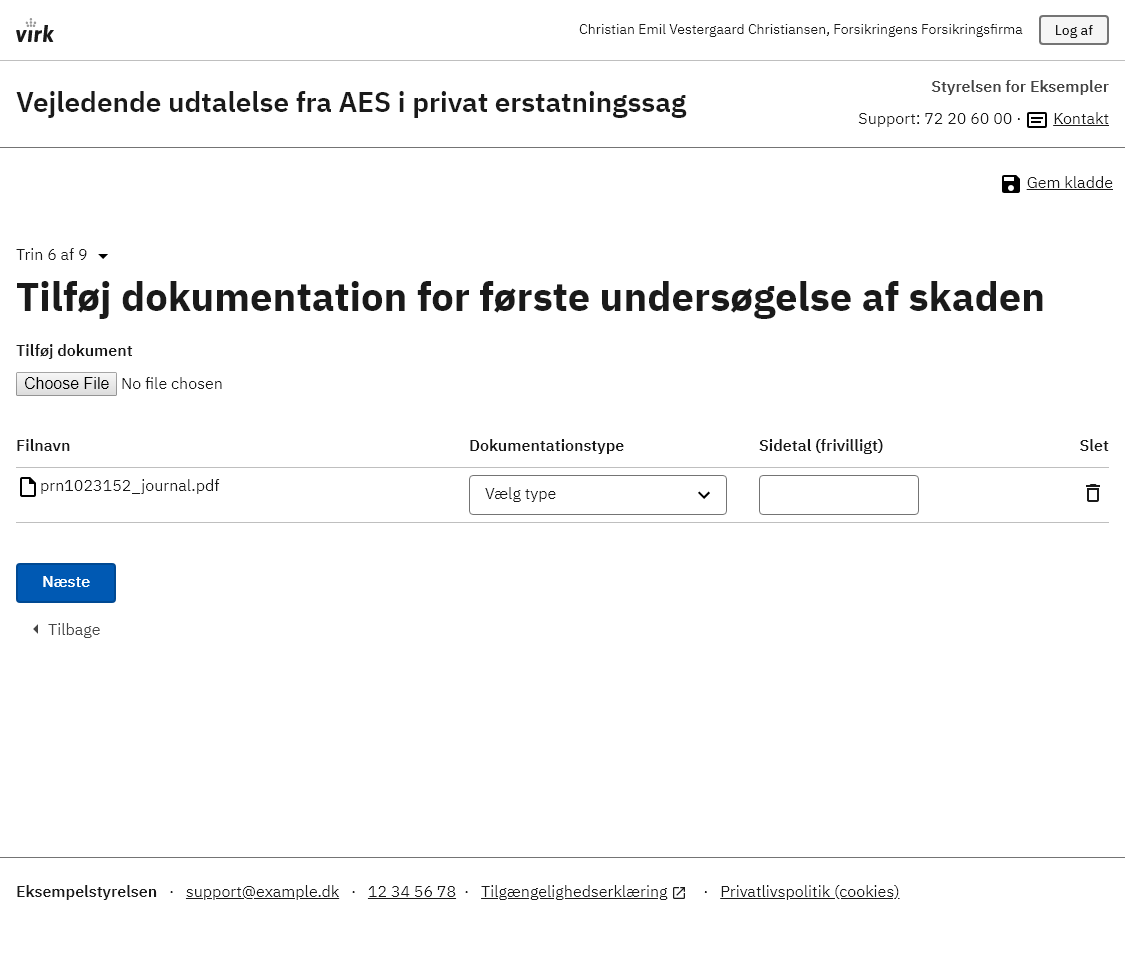 virk
Christian Emil Vestergaard Christiansen, Forsikringens Forsikringsfirma
Log af
Vejledende udtalelse fra AES i privat erstatningssag
Styrelsen for Eksempler
Support: 72 20 60 00 · Kontakt
Gem kladde
Trin 6 af 9
Tilføj dokumentation for første undersøgelse af skaden
Tilføj dokument
Choose File No file chosen
Filnavn Dokumentationstype Sidetal (frivilligt) Slet
prn1023152_journal.pdf Vælg type
Næste
Tilbage
Eksempelstyrelsen · support@example.dk · 12 34 56 78 · Tilgængelighedserklæring · Privatlivspolitik (cookies)